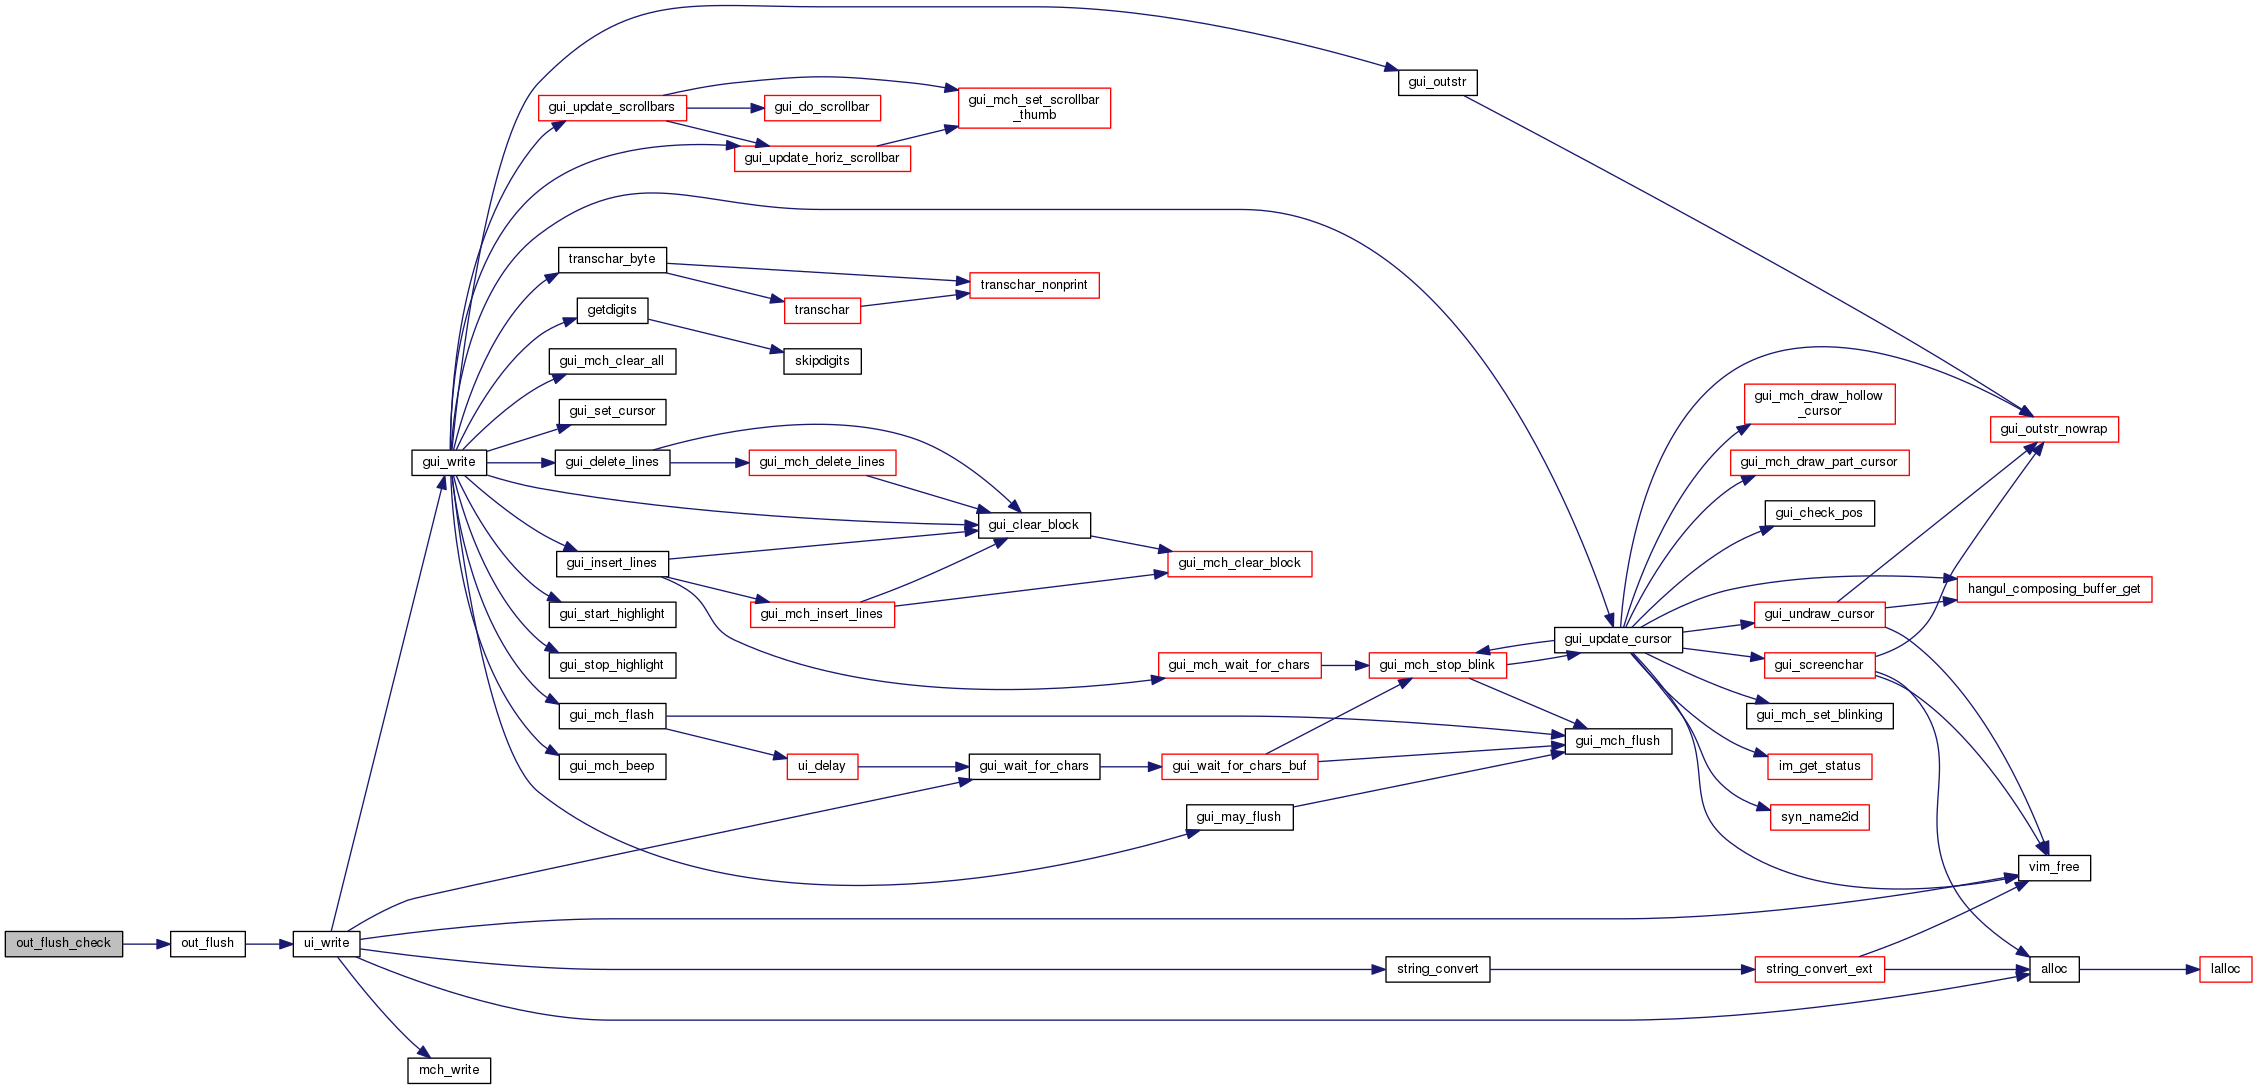 gui_outstr
gui_update_scrollbars
gui_do_scrollbar
gui_mch_set_scrollbar
_thumb
gui_update_horiz_scrollbar
transchar_byte
transchar_nonprint
getdigits
transchar
gui_mch_clear_all
skipdigits
gui_set_cursor
gui_mch_draw_hollow
_cursor
gui_outstr_nowrap
gui_write
gui_delete_lines
gui_mch_delete_lines
gui_mch_draw_part_cursor
gui_clear_block
gui_check_pos
gui_insert_lines
gui_mch_clear_block
hangul_composing_buffer_get
gui_start_highlight
gui_mch_insert_lines
gui_undraw_cursor
gui_update_cursor
gui_stop_highlight
gui_mch_wait_for_chars
gui_mch_stop_blink
gui_screenchar
gui_mch_flash
gui_mch_set_blinking
gui_mch_flush
gui_mch_beep
ui_delay
gui_wait_for_chars
gui_wait_for_chars_buf
im_get_status
gui_may_flush
syn_name2id
vim_free
out_flush_check
out_flush
ui_write
string_convert
string_convert_ext
alloc
lalloc
mch_write